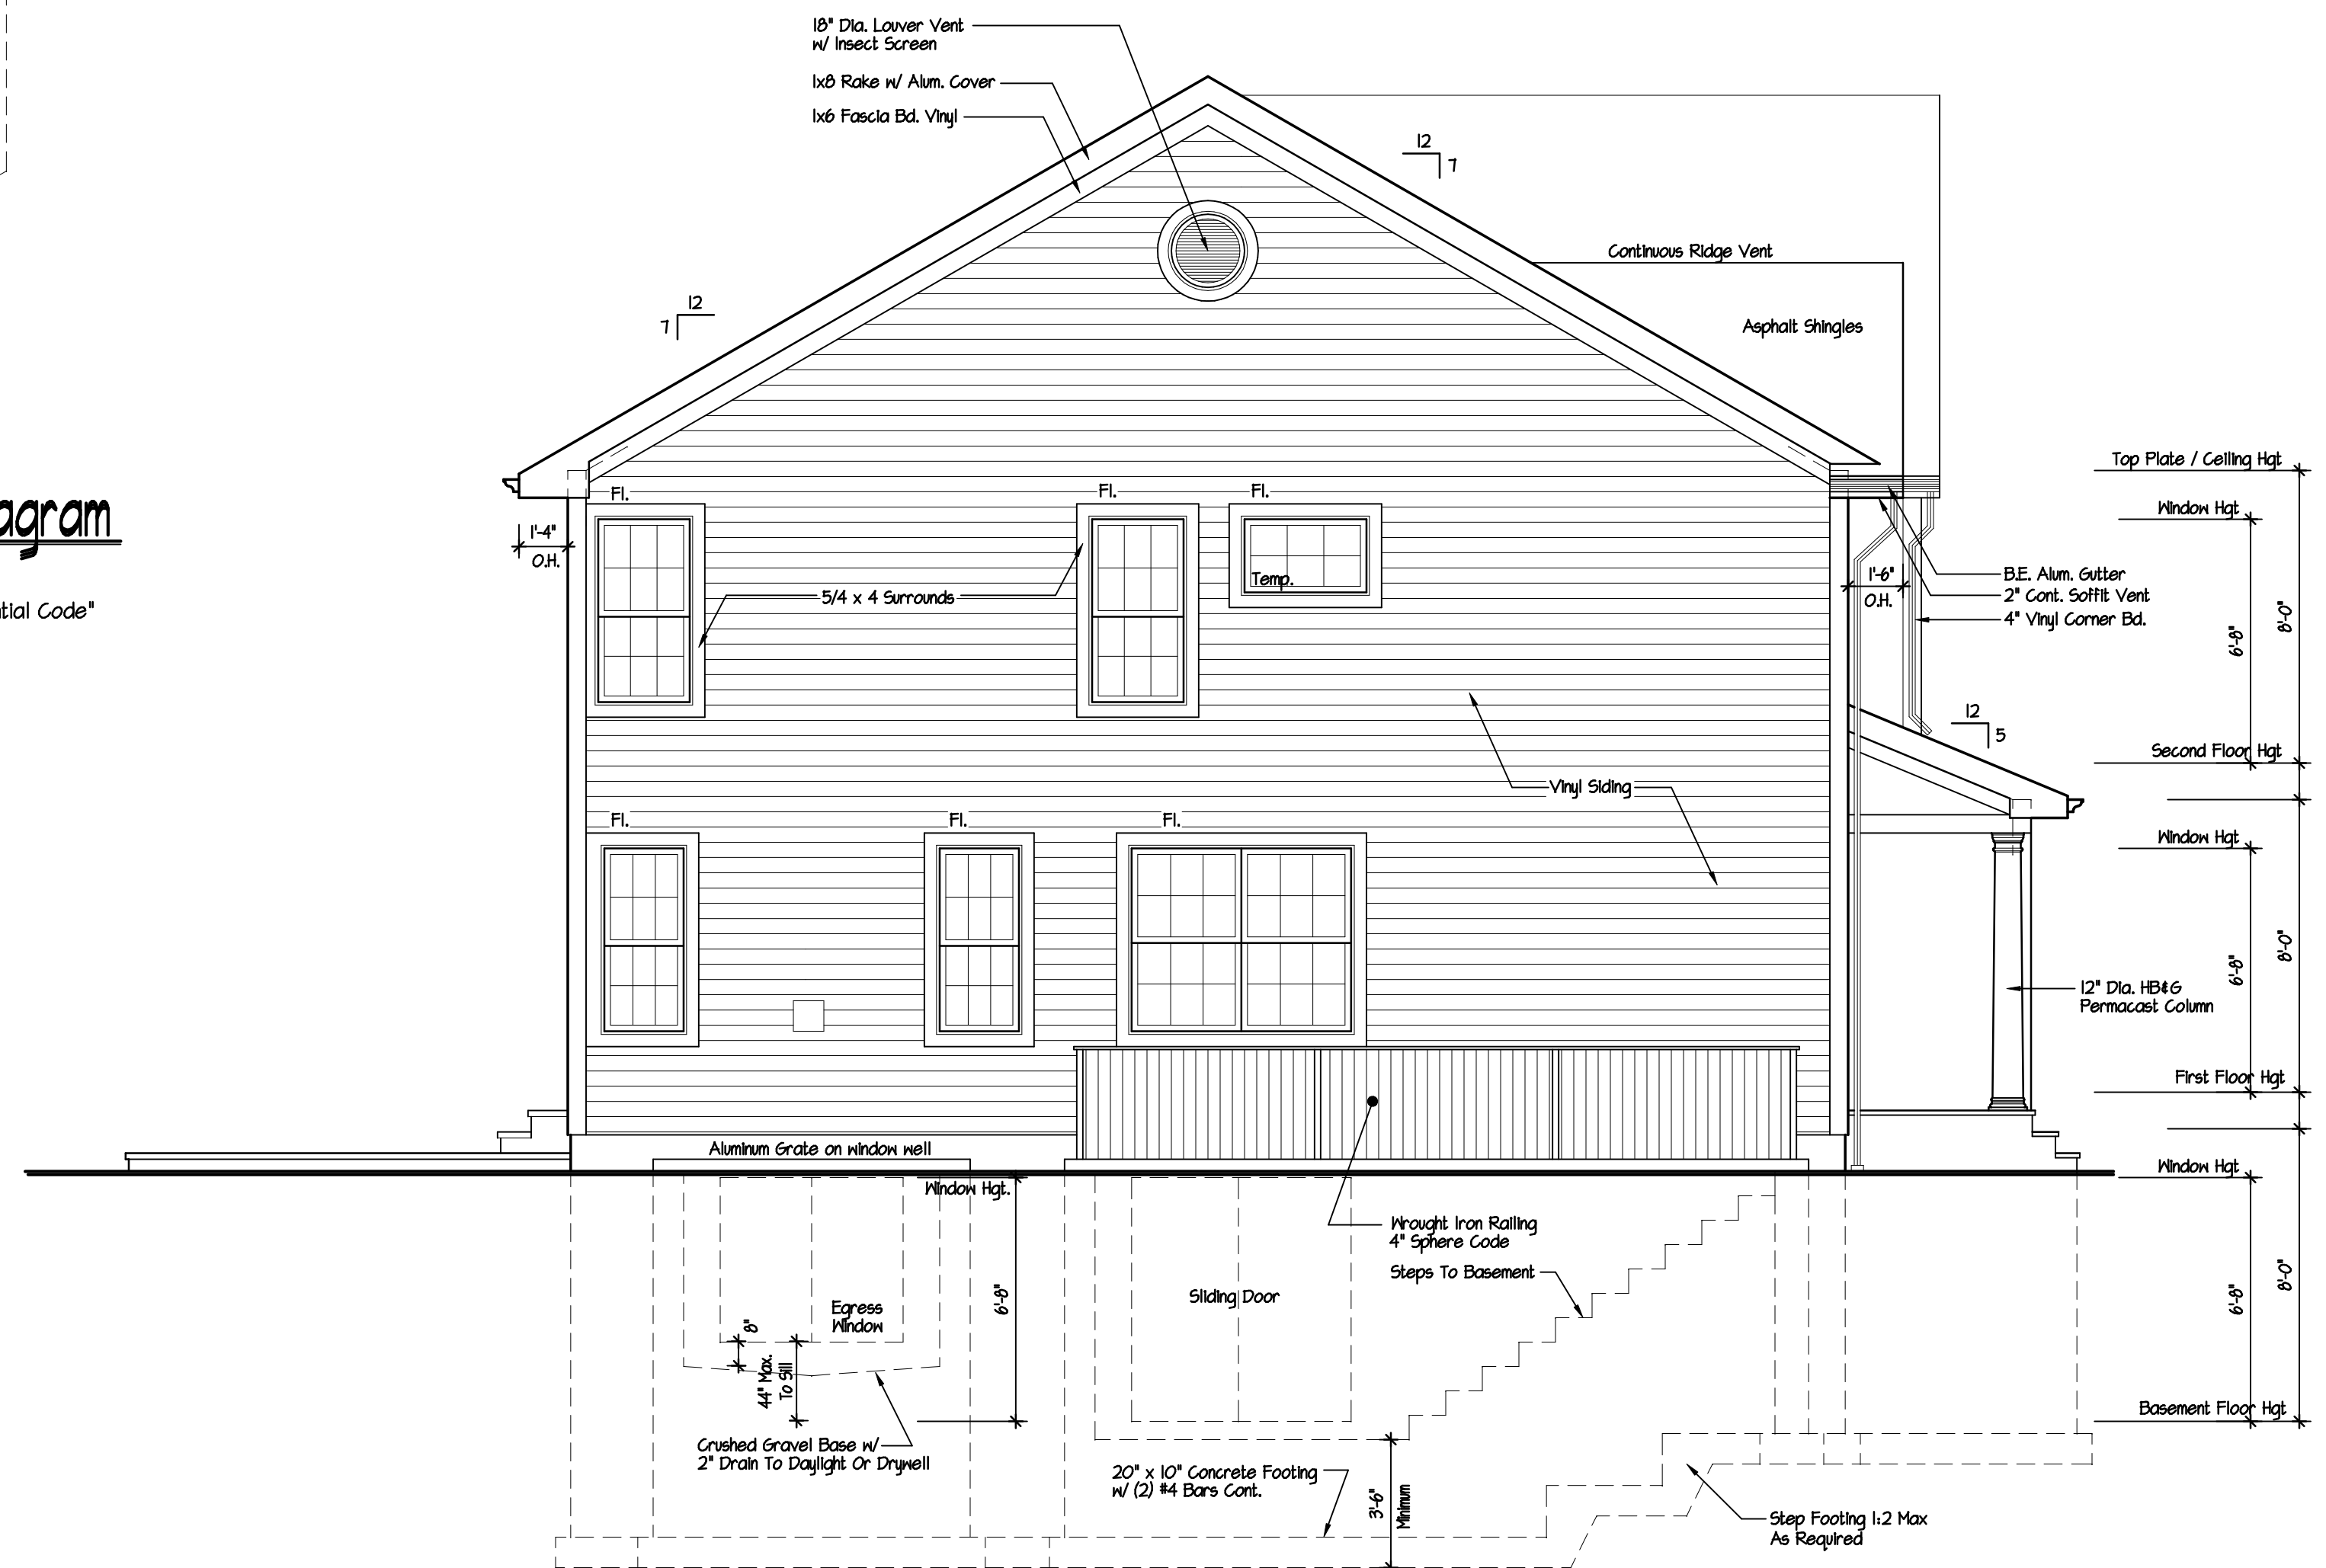 18" Dia. Louver Vent
w/ Insect Screen
1x8 Rake w/ Alum. Cover
1x6 Fascia Bd. Vinyl
12
7
Continuous Ridge Vent
12
7
Asphalt Shingles
Top Plate / Ceiling Hgt
Fl.
Fl.
Fl.
Window Hgt
agram
1'-4"
O.H.
B.E. Alum. Gutter
1'-6"
O.H.
2" Cont. Soffit Vent
4" Vinyl Corner Bd.
Temp.
5/4 x 4 Surrounds
tial Code"
6'-8"
8'-0"
12
5
Second Floor Hgt
Vinyl Siding
Fl.
Fl.
Fl.
Window Hgt
6'-8"
8'-0"
12" Dia. HB&G
Permacast Column
First Floor Hgt
Aluminum Grate on window well
Window Hgt
Window Hgt.
Wrought Iron Railing
4" Sphere Code
Steps To Basement
6'-8"
Sliding Door
6'-8"
8'-0"
Egress
Window
8"
44" Max.
To Sill
Basement Floor Hgt
Crushed Gravel Base w/
2" Drain To Daylight Or Drywell
20" x 10" Concrete Footing
w/ (2) #4 Bars Cont.
3'-6"
Minimum
Step Footing 1:2 Max
As Required